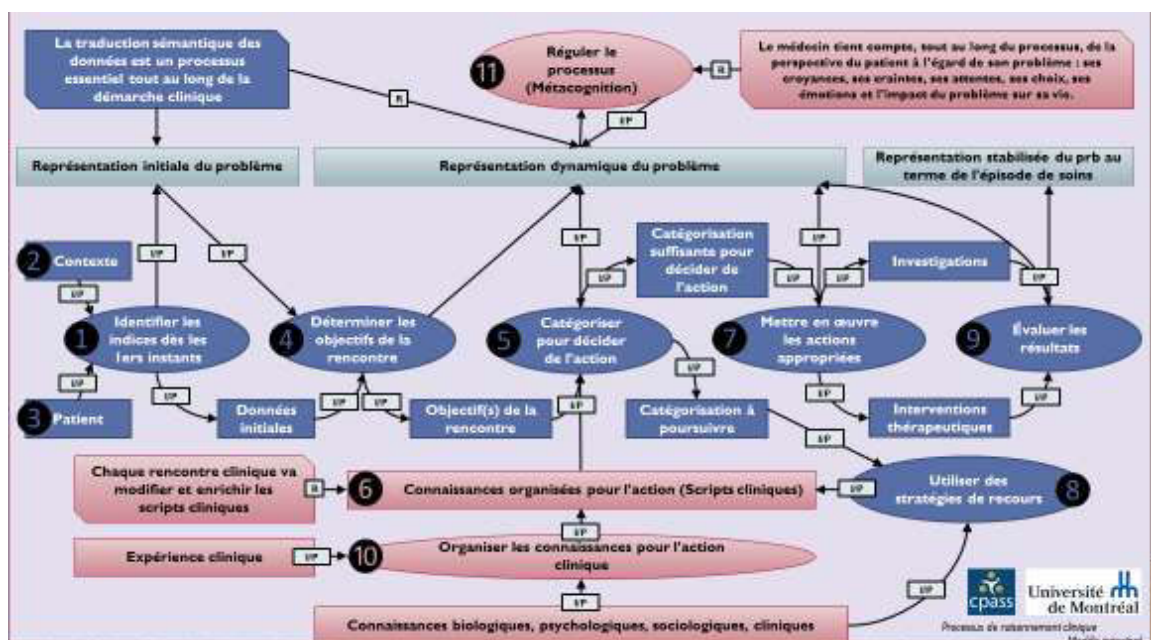 La traduction sémantique des
données est un processus
essentiel tout au long de la
démarche clinique
11
Réguler le
processus
(Métacognition)
R
Le médecin tient compte, tout au long du processus, de la
perspective du patient à l'égard de son problème : ses
croyances, ses craintes, ses attentes, ses choix, ses
émotions et l'impact du problème sur sa vie.
R
I/P
Représentation initiale du problème
Représentation dynamique du problème
Représentation stabilisée du prb au
terme de l'épisode de soins
I/P
I/P
I/P
I/P
I/P
I/P
2 Contexte
I/P
Catégorisation
suffisante pour
décider de
l'action
I/P
I/P
I/P
Investigations
I/P
1
Identifier les
indices dès les
1ers instants
4
Déterminer les
objectifs de la
rencontre
5
Catégoriser
pour décider
de l'action
7
Mettre en œuvre
les actions
appropriées
9
Évaluer les
résultats
I/P
I/P
I/P
I/P
I/P
I/P
I/P
I/P
I/P
3 Patient
Données
initiales
Objectif(s) de la
rencontre
Catégorisation à
poursuivre
Interventions
thérapeutiques
I/P
I/P
Chaque rencontre clinique va
modifier et enrichir les
scripts cliniques
R
6
Connaissances organisées pour l'action (Scripts cliniques)
I/P
Utiliser des
stratégies de recours
8
I/P
Expérience clinique
I/P
10
Organiser les connaissances pour l'action
clinique
I/P
I/P
Connaissances biologiques, psychologiques, sociologiques, cliniques
cpass
Université
de Montréal
Processus de raisonnement clinique